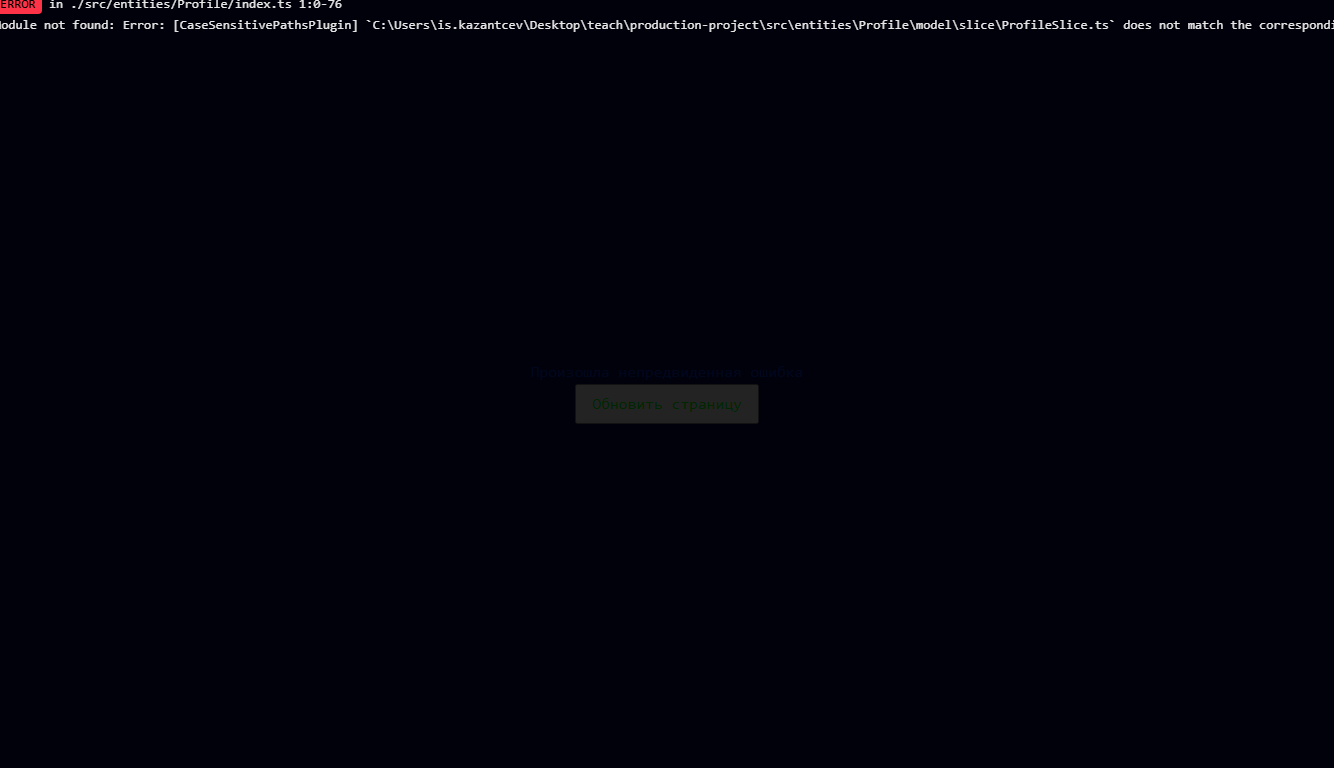 ERROR in ./src/entities/Profile/index.ts 1:0-76
Module not found: Error: [CaseSensitivePathsPlugin] `C:\Users\is.kazantcev\Desktop\teach\production-project\src\entities\Profile\model\slice\ProfileSlice.ts` does not match the correspondi
Произошла непредвиденная ошибка
Обновить страницу